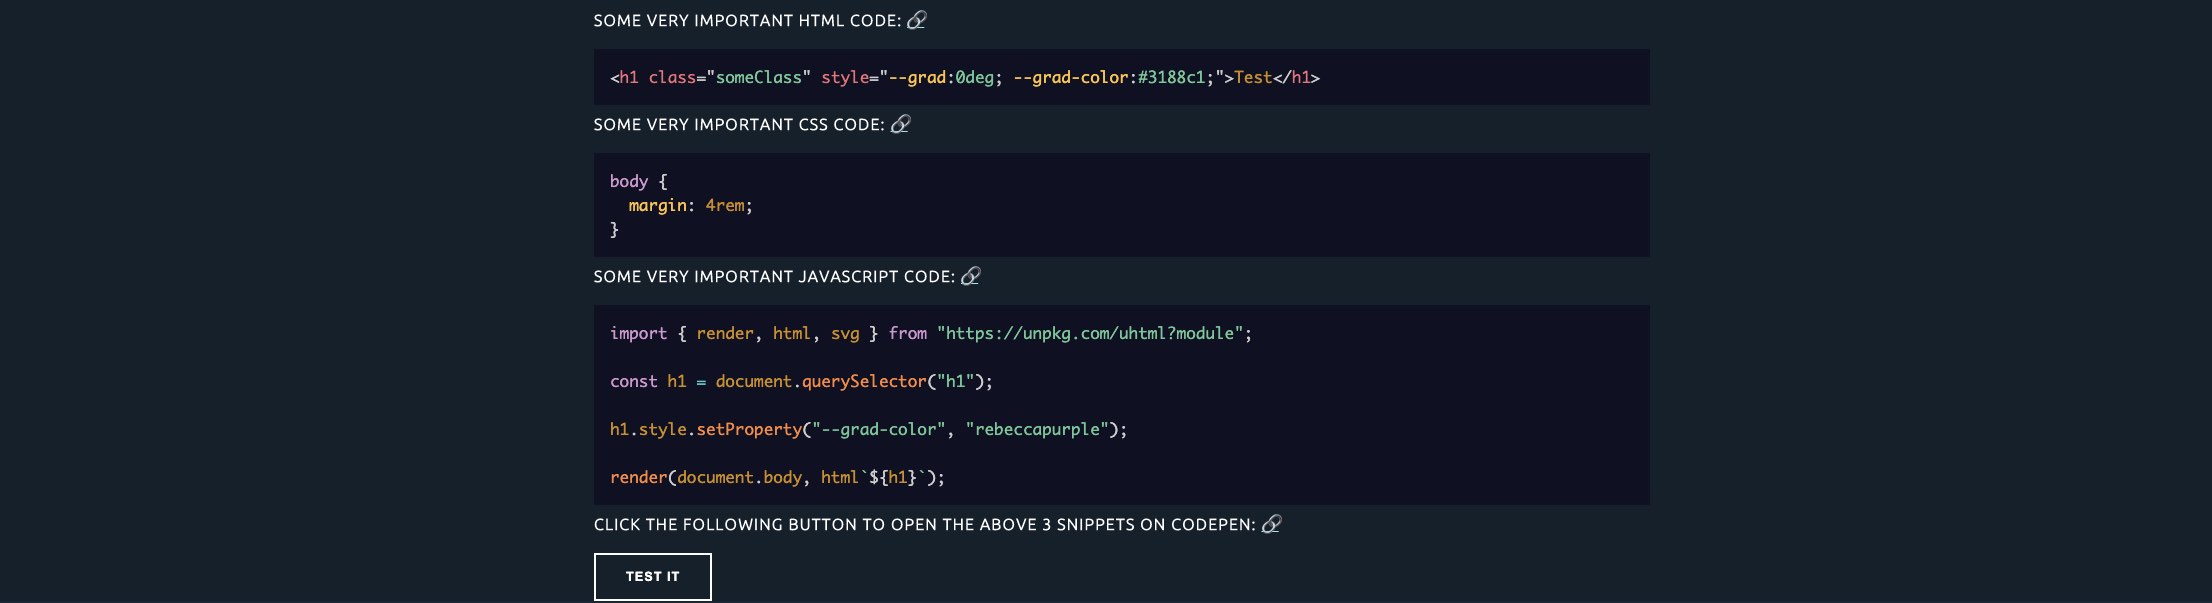 SOME VERY IMPORTANT HTML CODE:
<h1 class="someClass" style="--grad:0deg; --grad-color:#3188c1;">Test</h1>
SOME VERY IMPORTANT CSS CODE:
body {
  margin: 4rem;
}
SOME VERY IMPORTANT JAVASCRIPT CODE:
import { render, html, svg } from "https://unpkg.com/uhtml?module";
const h1 = document.querySelector("h1");
h1.style.setProperty("--grad-color", "rebeccapurple");
render(document.body, html`${h1}`);
CLICK THE FOLLOWING BUTTON TO OPEN THE ABOVE 3 SNIPPETS ON CODEPEN:
TEST IT